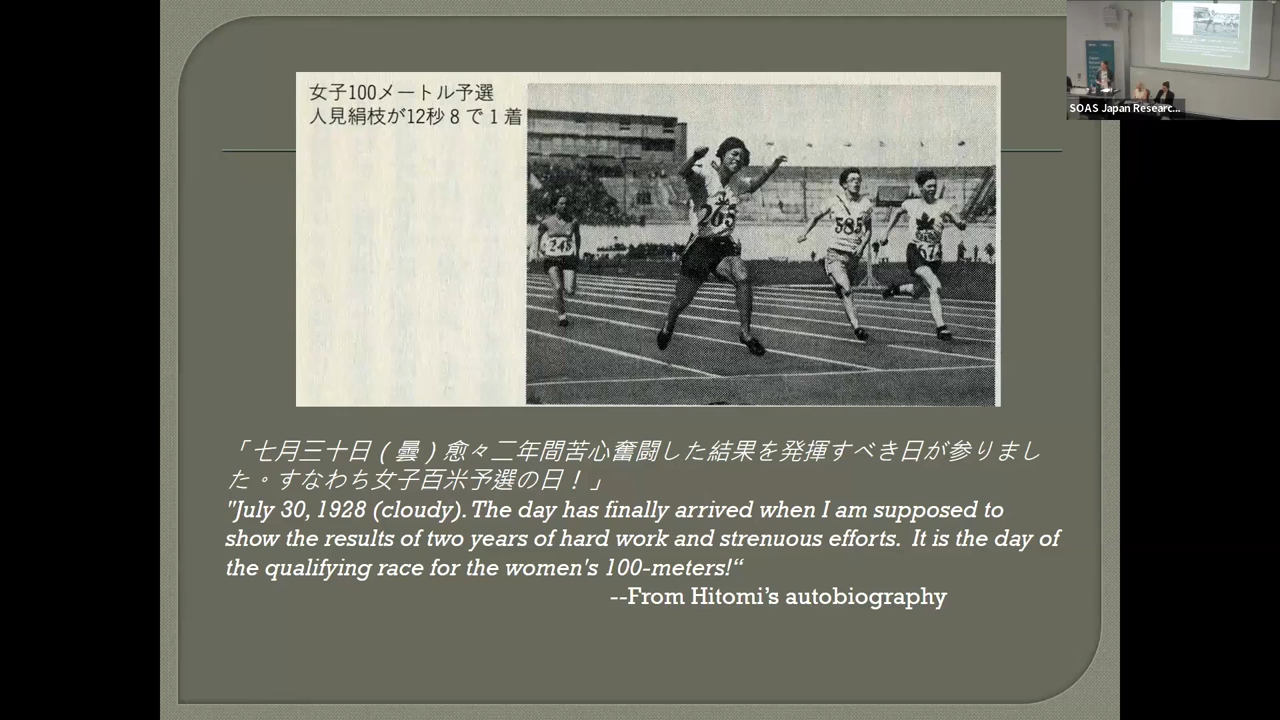 女子100メートル予選
人見絹枝が12秒8で1着
265
585
245
67
SOAS Japan Researc...
「七月三十日(曇)愈々二年間苦心奮闘した結果を発揮すべき日が参りまし
た。すなわち女子百米予選の日!」
"July 30, 1928 (cloudy). The day has finally arrived when I am supposed to
show the results of two years of hard work and strenuous efforts.  It is the day of
the qualifying race for the women's 100-meters!“
--From Hitomi’s autobiography